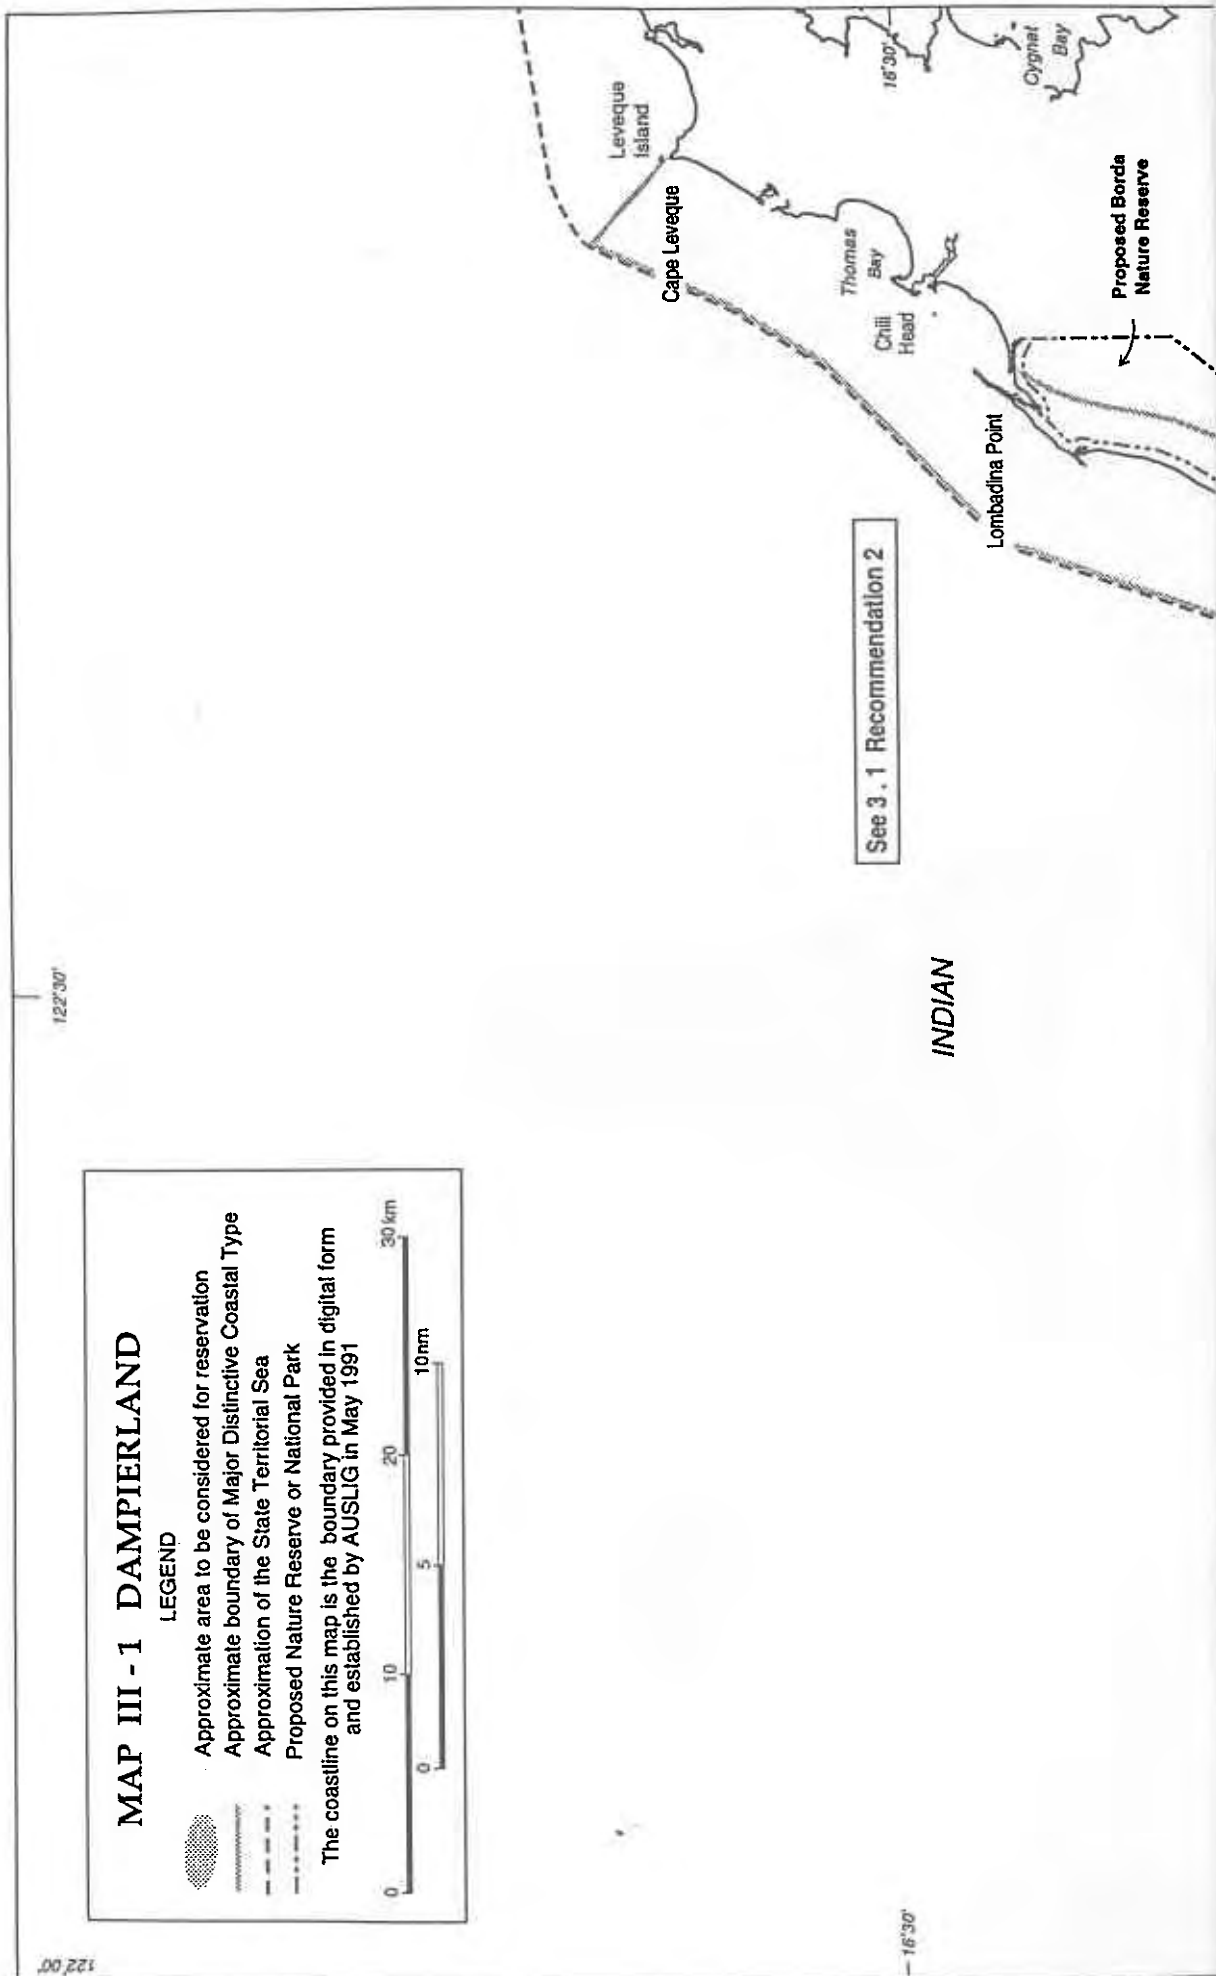 MAP III - 1 DAMPIERLAND
LEGEND
Approximate area to be considered for reservation
Approximate boundary of Major Distinctive Coastal Type
Approximation of the State Territorial Sea
Proposed Nature Reserve or National Park
The coastline on this map is the boundary provided in digital form
and established by AUSLIG in May 1991
0 10 20 30 km
0 5 10nm
122°00'
122°30'
Leveque
Island
Cape Leveque
16°30'
Cygnet
Bay
Thomas
Bay
Chili
Head
Lombadina Point
Proposed Borda
Nature Reserve
See 3 . 1 Recommendation 2
INDIAN
16°30'